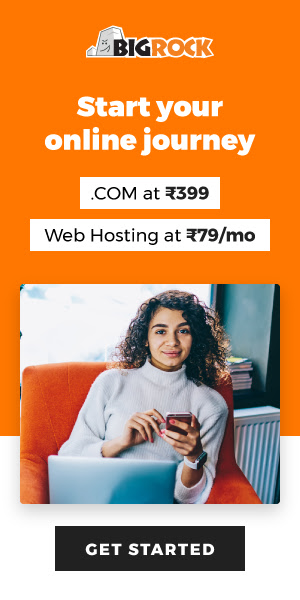 BIGROCK
Start your
online journey
.COM at ₹399
Web Hosting at ₹79/mo
GET STARTED